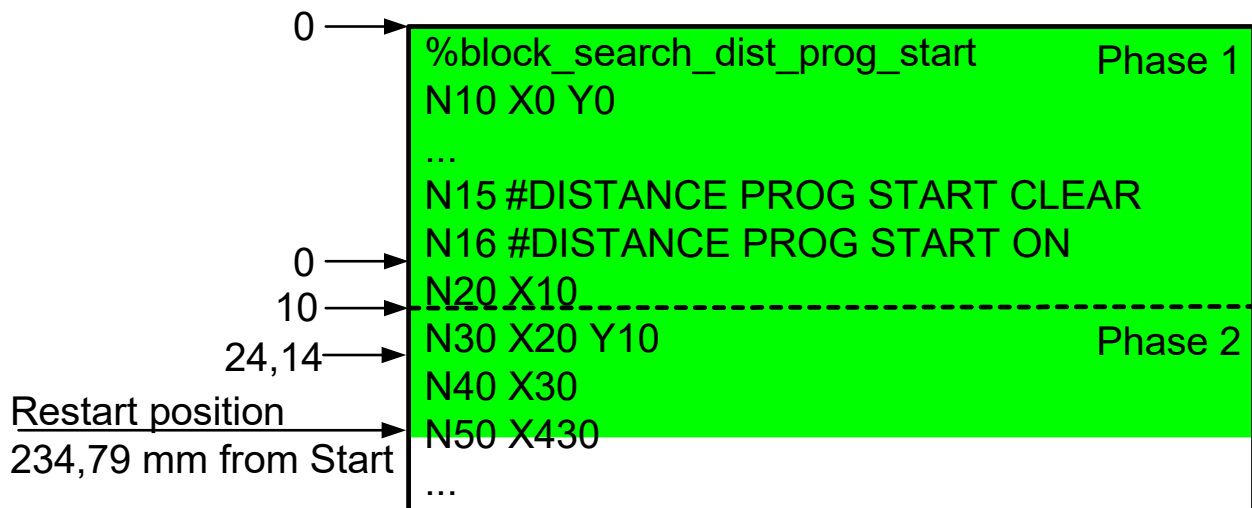 0
%block_search_dist_prog_start
Phase 1
N10 X0 Y0
...
N15 #DISTANCE PROG START CLEAR
N16 #DISTANCE PROG START ON
0
N20 X10
10
N30 X20 Y10
Phase 2
24,14
N40 X30
Restart position
N50 X430
234,79 mm from Start
...